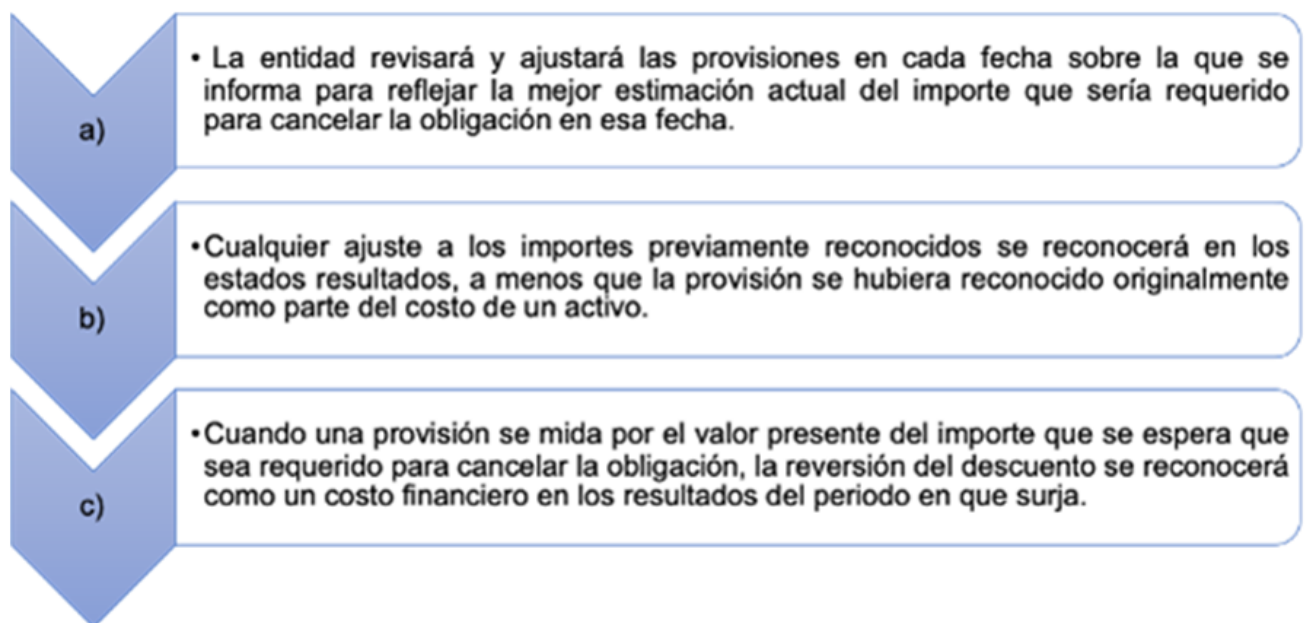 a)
• La entidad revisará y ajustará las provisiones en cada fecha sobre la que se
informa para reflejar la mejor estimación actual del importe que sería requerido
para cancelar la obligación en esa fecha.
b)
•Cualquier ajuste a los importes previamente reconocidos se reconocerá en los
estados resultados, a menos que la provisión se hubiera reconocido originalmente
como parte del costo de un activo.
c)
•Cuando una provisión se mida por el valor presente del importe que se espera que
sea requerido para cancelar la obligación, la reversión del descuento se reconocerá
como un costo financiero en los resultados del periodo en que surja.